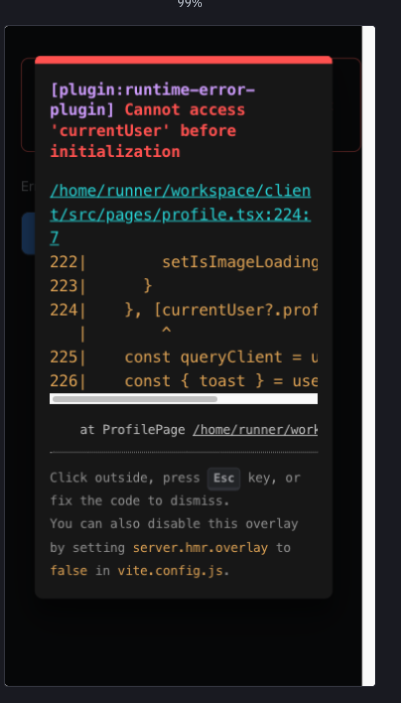 99%
[plugin:runtime-error-
plugin] Cannot access
'currentUser' before
initialization
/home/runner/workspace/clien
t/src/pages/profile.tsx:224:
7
222|        setIsImageLoading
223|      }
224|    }, [currentUser?.prof
   |        ^
225|    const queryClient = u
226|    const { toast } = use
at ProfilePage /home/runner/work
Click outside, press Esc key, or
fix the code to dismiss.
You can also disable this overlay
by setting server.hmr.overlay to
false in vite.config.js.